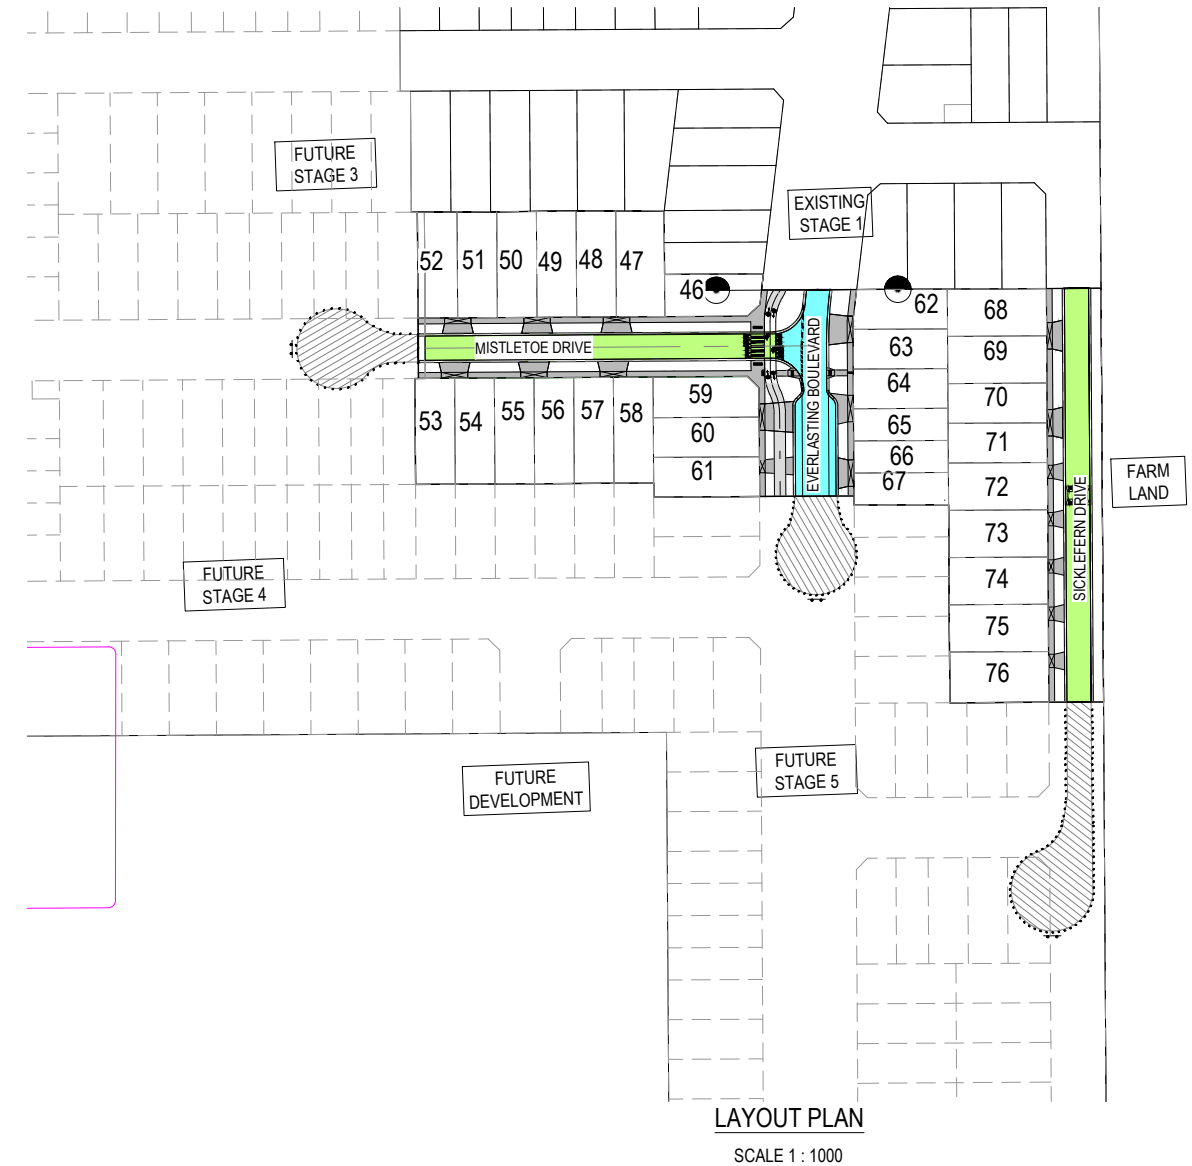 FUTURE
STAGE 3
EXISTING
STAGE 1
52
51
50
49
48
47
46
62
68
MISTLETOE DRIVE
EVERLASTING BOULEVARD
63
69
64
70
59
53
54
55
56
57
58
60
65
71
66
61
67
72
FARM
LAND
SICKLEFERN DRIVE
73
FUTURE
STAGE 4
74
75
76
FUTURE
STAGE 5
FUTURE
DEVELOPMENT
LAYOUT PLAN
SCALE 1 : 1000